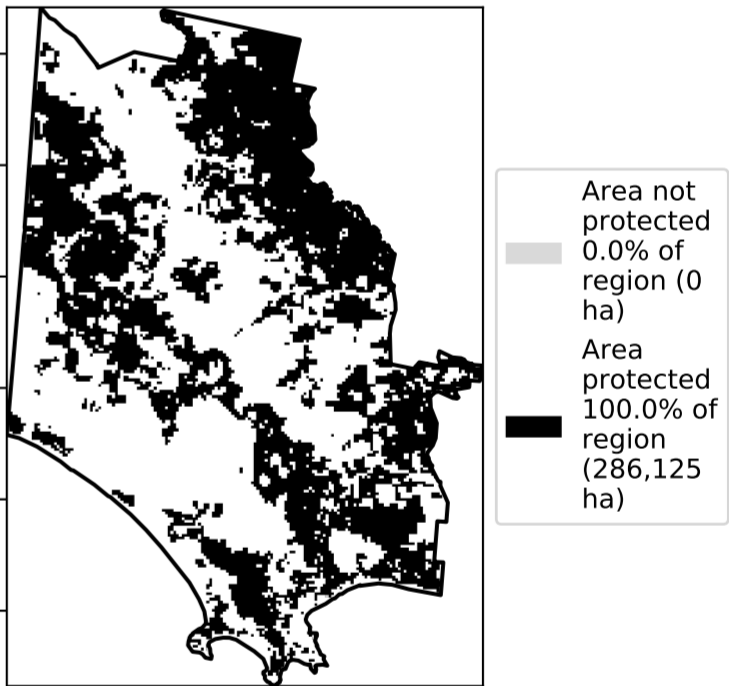 Area not
protected
0.0% of
region (0
ha)
Area
protected
100.0% of
region
(286,125
ha)